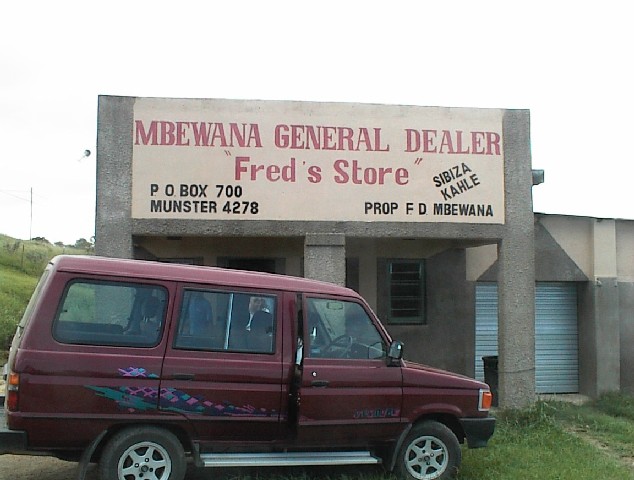 MBEWANA GENERAL DEALER
"Fred's Store"
SIBIZA
KAHLE
P O BOX 700
MUNSTER 4278
PROP F D MBEWANA